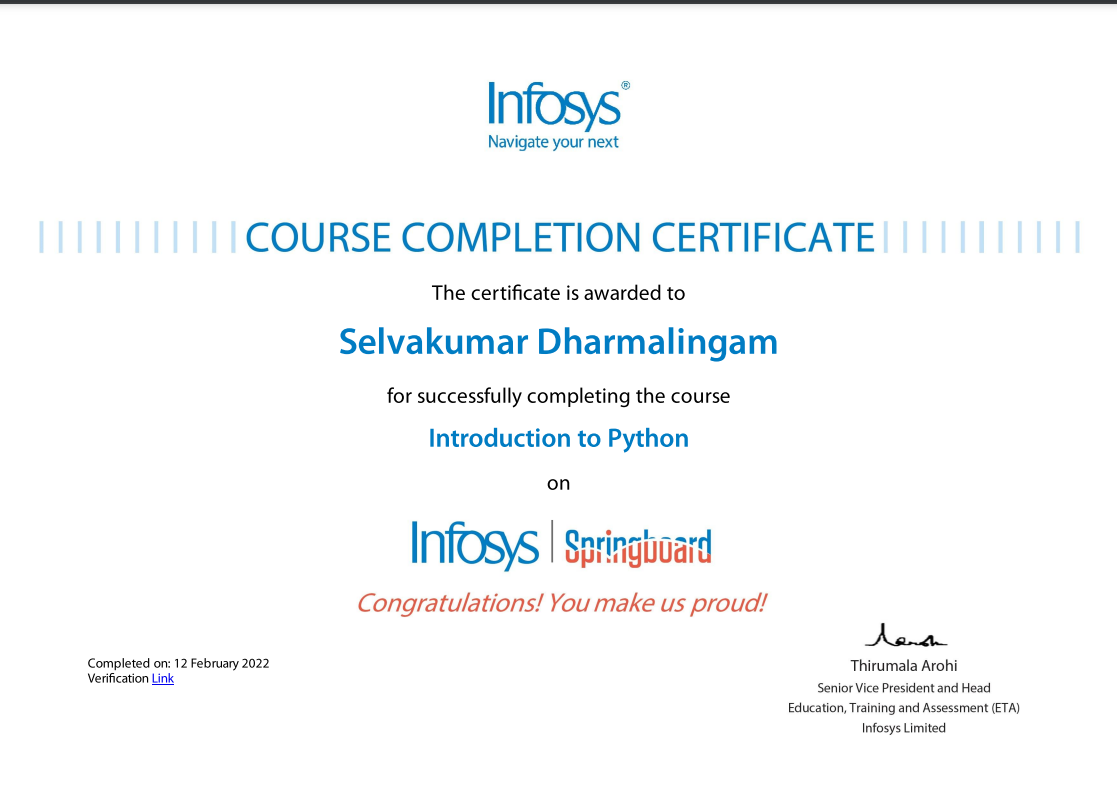 Infosys®
Navigate your next
COURSE COMPLETION CERTIFICATE
The certificate is awarded to
Selvakumar Dharmalingam
for successfully completing the course
Introduction to Python
on
Infosys | Springboard
Congratulations! You make us proud!
Completed on: 12 February 2022
Verification Link
Thirumala Arohi
Senior Vice President and Head
Education, Training and Assessment (ETA)
Infosys Limited